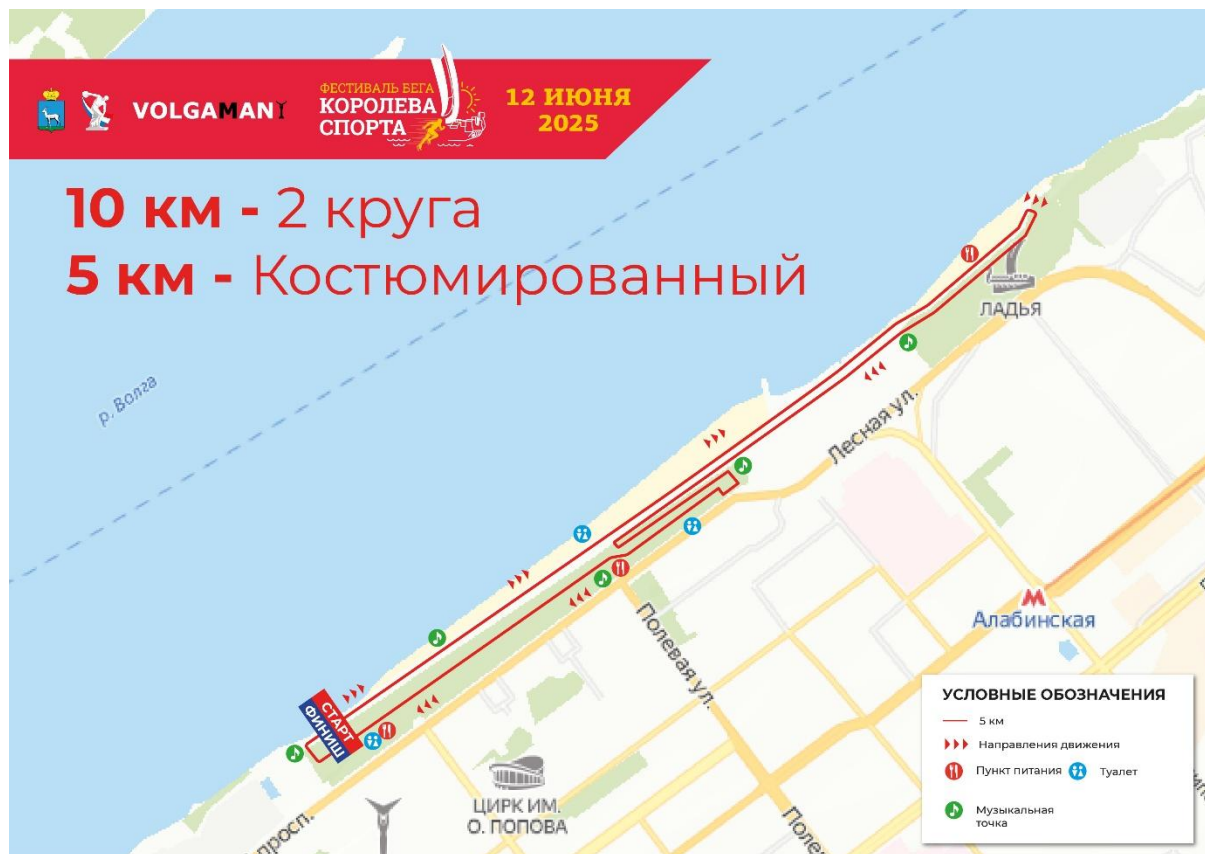 VOLGAMAN
ФЕСТИВАЛЬ БЕГА
КОРОЛЕВА
СПОРТА
12 ИЮНЯ
2025
10 км - 2 круга
5 км - Костюмированный
р. Волга
ЛАДЬЯ
Лесная ул.
Полевая ул.
Алабинская
СТАРТ
ФИНИШ
ЦИРК ИМ.
О. ПОПОВА
просп.
Поле
УСЛОВНЫЕ ОБОЗНАЧЕНИЯ
5 км
Направления движения
Пункт питания
Туалет
Музыкальная
точка